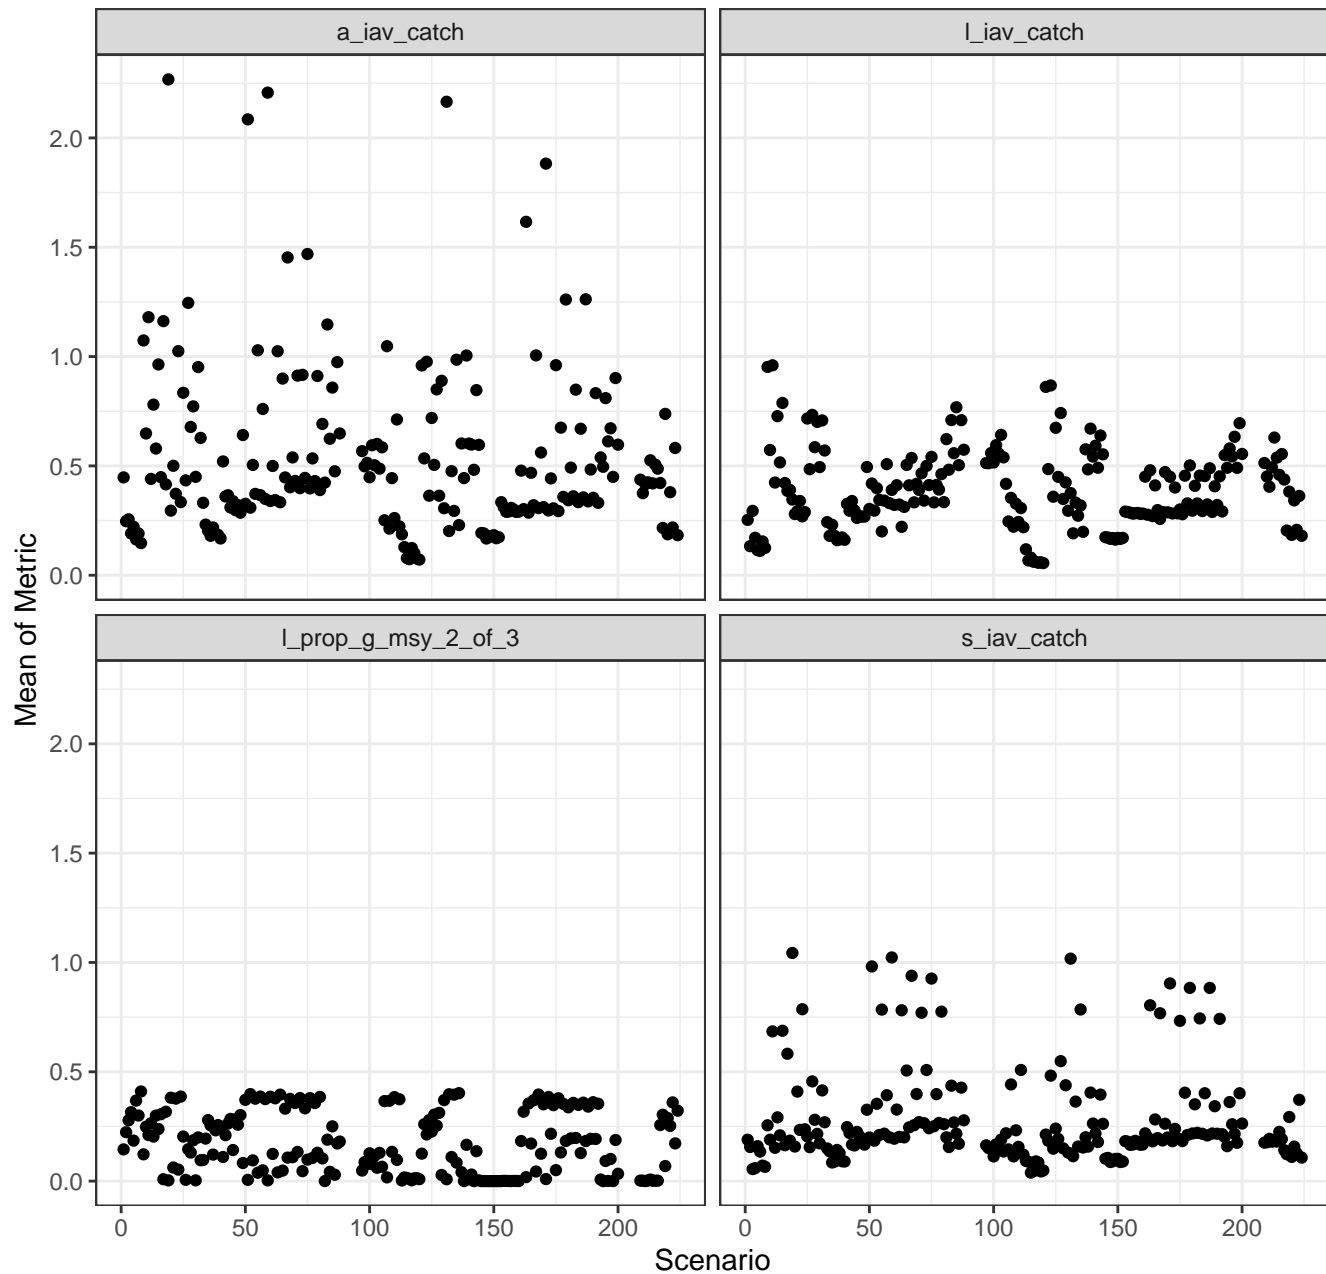 a_iav_catch
l_iav_catch
2.0
1.5
1.0
0.5
0.0
l_prop_g_msy_2_of_3
s_iav_catch
2.0
1.5
1.0
0.5
0.0
0 50 100 150 200
0 50 100 150 200
Scenario
Mean of Metric